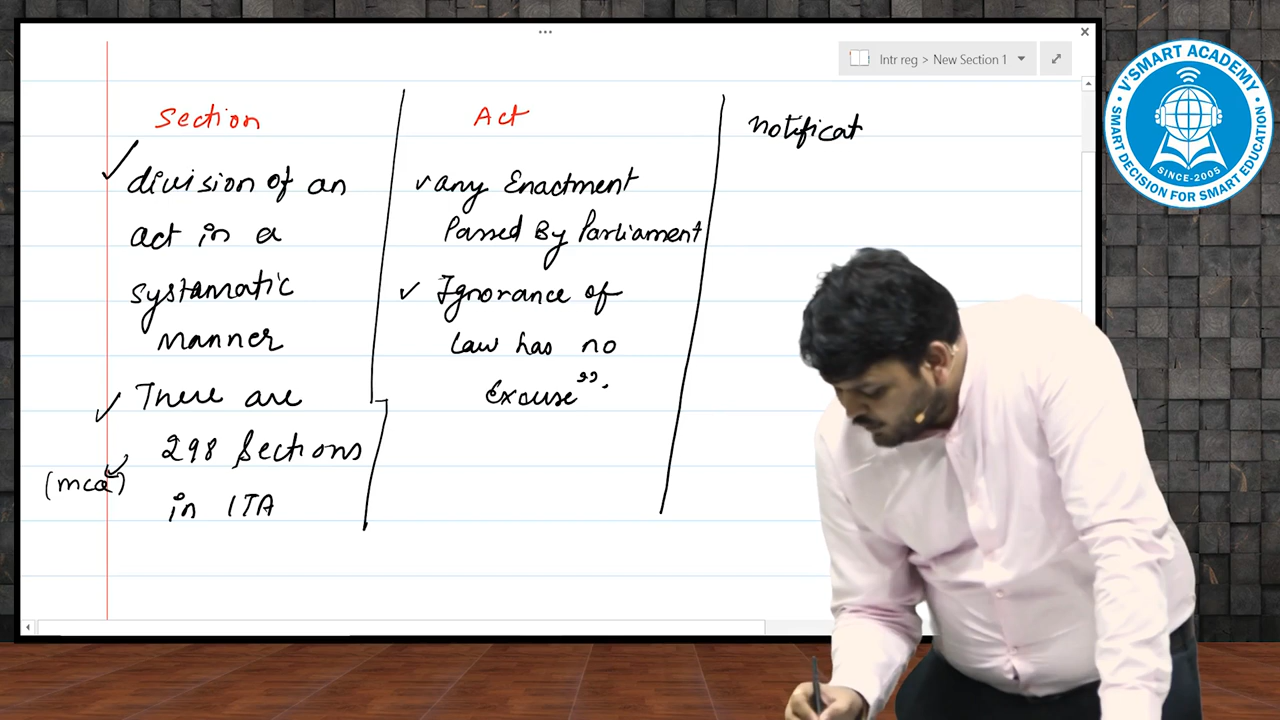 Intr reg > New Section 1
Section
division of an
act in a
systamatic
manner
There are
298 Sections
(mcq)
in ITA
Act
any Enactment
Passed By Parliament
Ignorance of
Law has no
Excuse".
Notificat
V'SMART ACADEMY
SINCE-2005
SMART DECISION FOR SMART EDUCATION